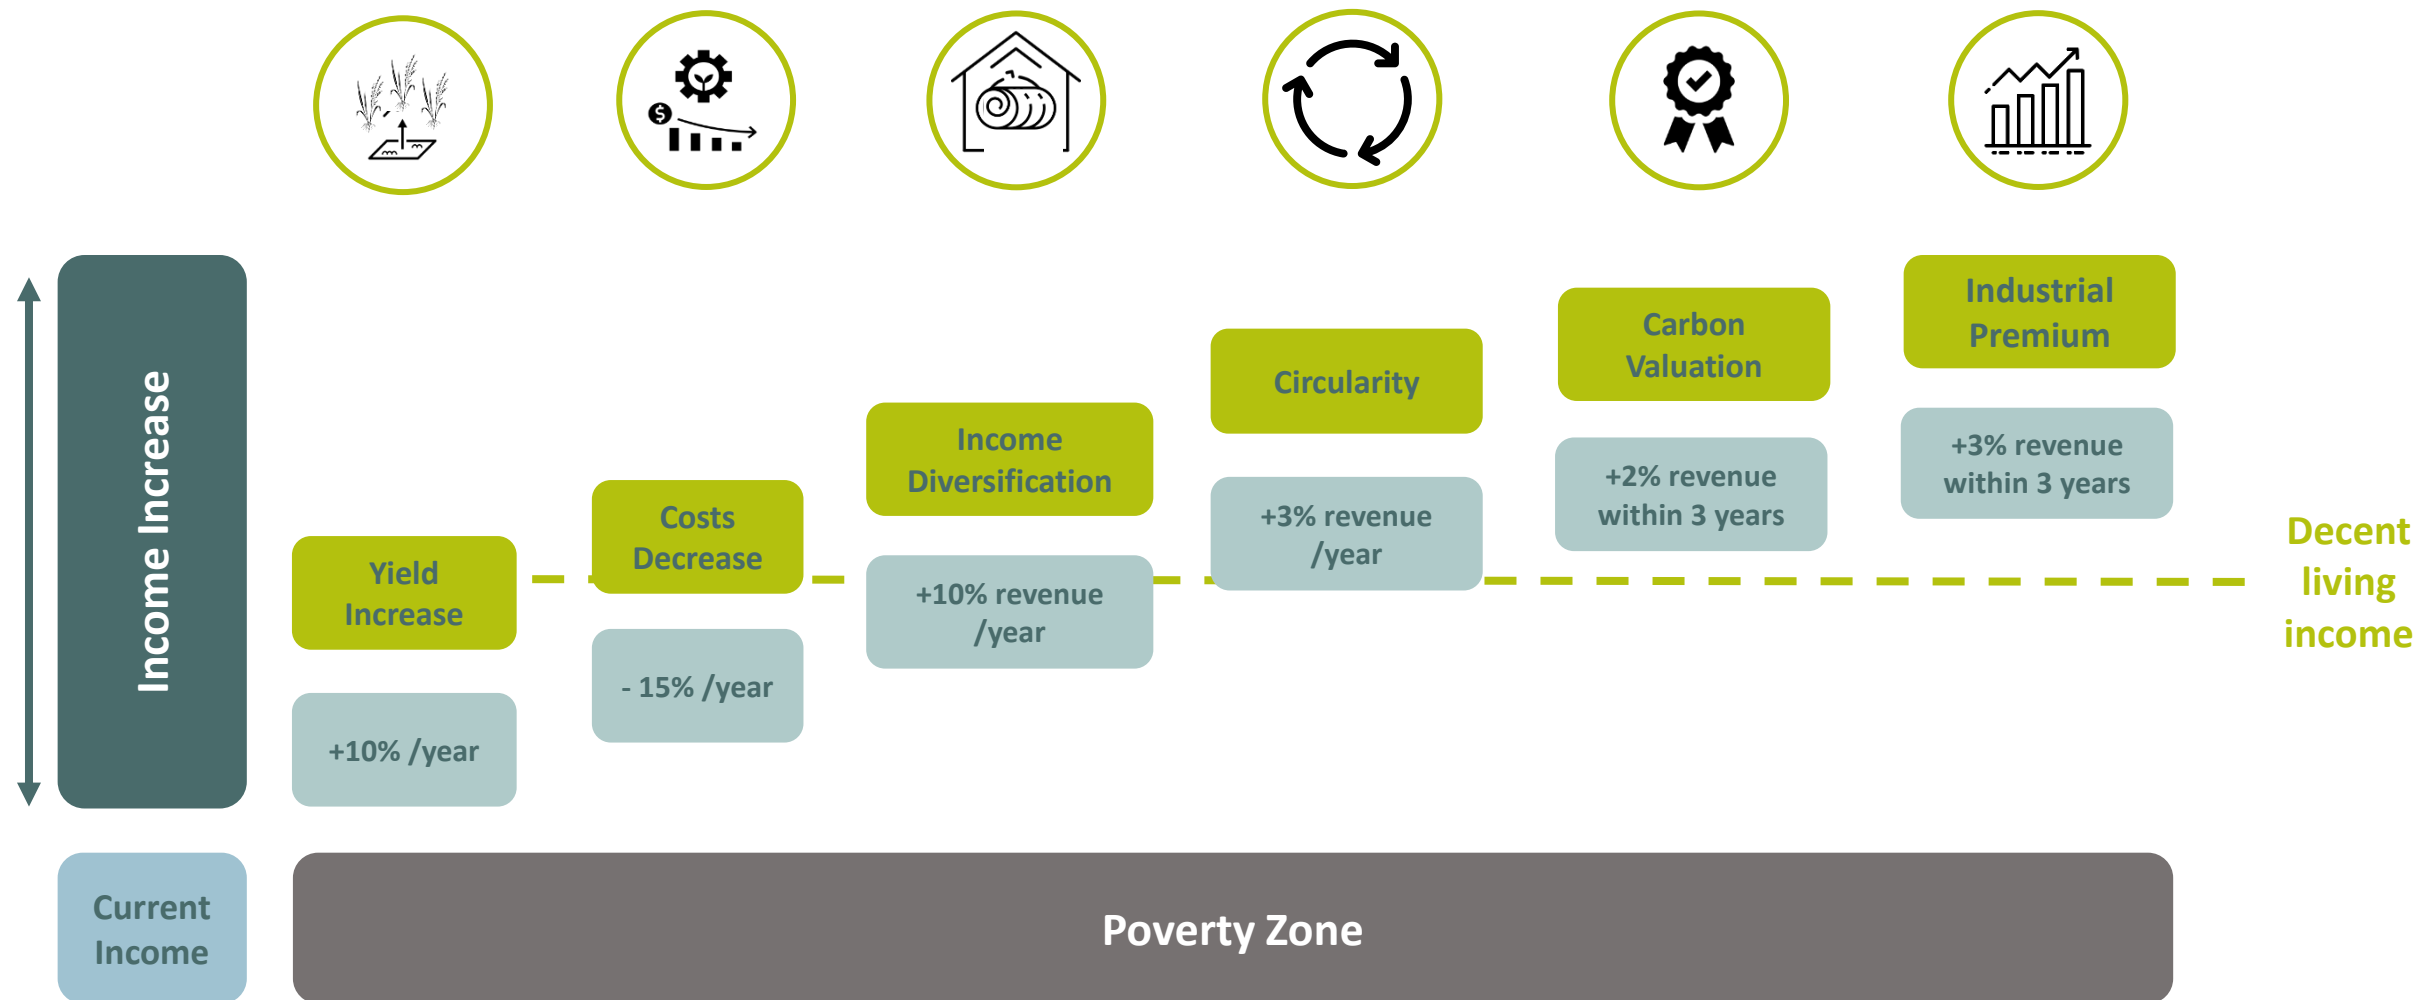 $
Income Increase
Yield
Increase
+10% /year
Costs
Decrease
- 15% /year
Income
Diversification
+10% revenue
/year
Circularity
+3% revenue
/year
Carbon
Valuation
+2% revenue
within 3 years
Industrial
Premium
+3% revenue
within 3 years
Decent
living
income
Current
Income
Poverty Zone